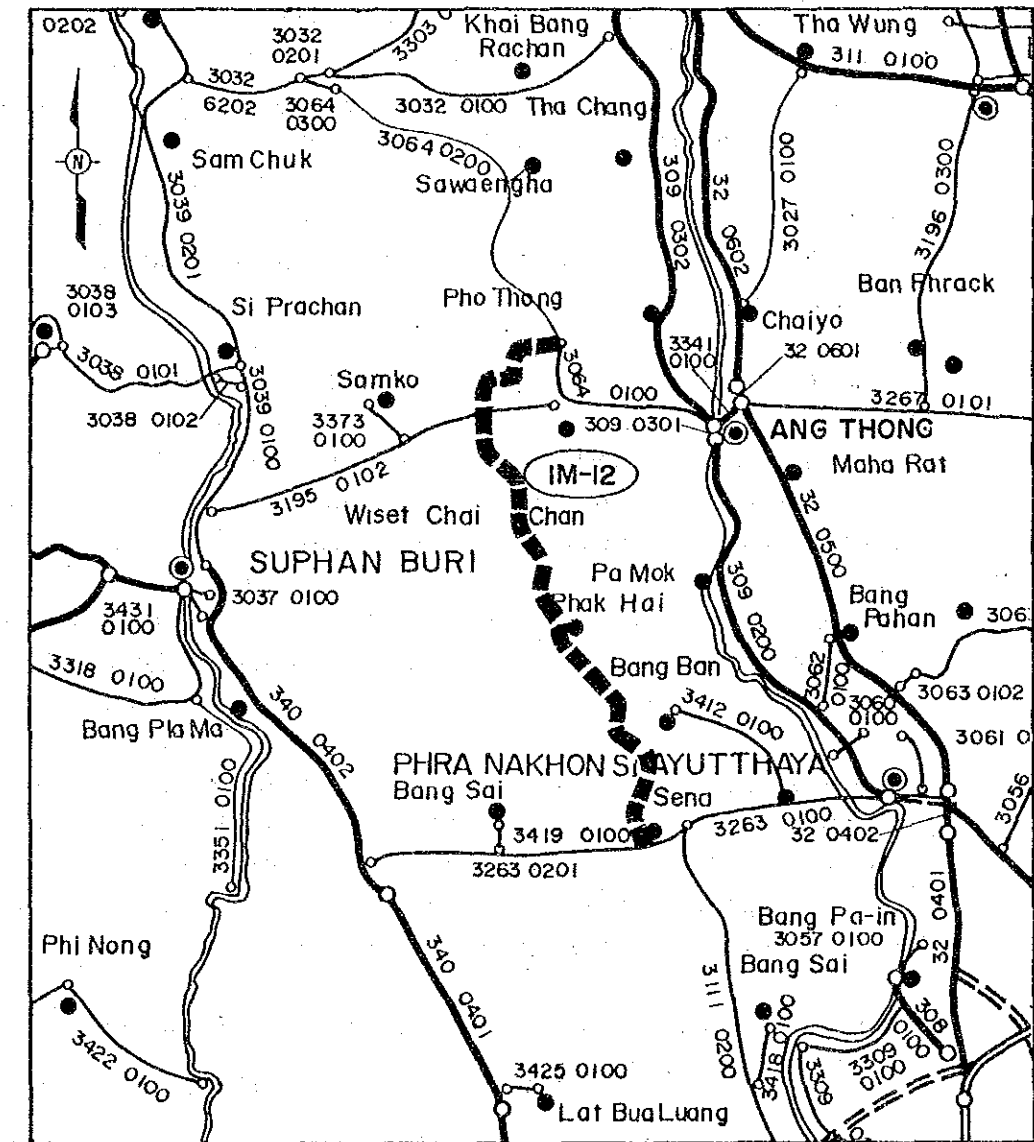 0202
3032
0201
3303
Khai Bang
Rachan
Tha Wung
311 0100
3032
6202
3064
0300
3032 0100
Tha Chang
N
Sam Chuk
3064 0200
Sawaengha
3039 0201
309 0302
32 0602
3027 0100
3196 0300
3038
0103
Si Prachan
Pho Thong
Ban Phrack
Chaiyo
3341
0100
32 0601
3038 0101
3038 0102
3039 0100
Samko
3373
0100
3064 0100
309 0301
3267 0101
ANG THONG
Maha Rat
1M-12
3195 0102
Wiset Chai Chan
32 0500
SUPHAN BURI
Pa Mok
3037 0100
Phak Hai
309 0200
Bang
Pahan
306
3431
0100
3318 0100
Bang Ban
3062 0100
3060
0100
3063 0102
340 0402
3412 0100
Bang Pla Ma
3061 0
PHRA NAKHON SI AYUTTHAYA
Bang Sai
Sena
3056
3351 0100
3419 0100
3263 0100
32 0402
3263 0201
32 0401
Bang Pa-in
3057 0100
Phi Nong
Bang Sai
340 0401
3111 0200
308 0100
3418 0100
3309 0100
3309
3422 0100
3425 0100
Lat Bua Luang